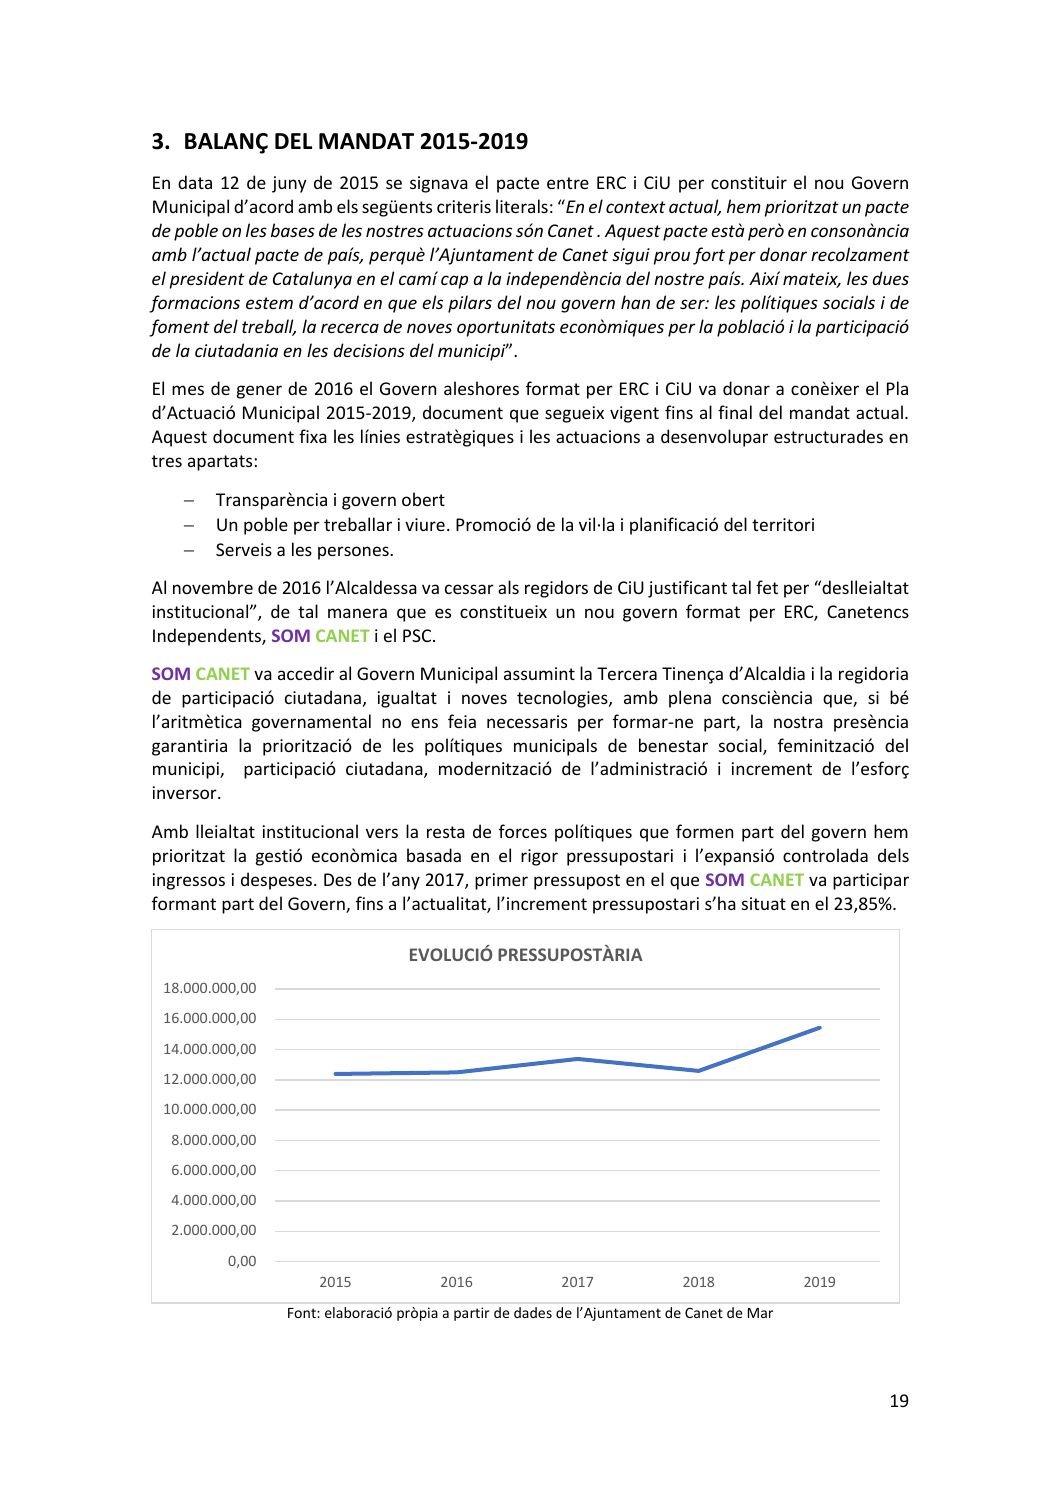 3. BALANÇ DEL MANDAT 2015-2019
En data 12 de juny de 2015 se signava el pacte entre ERC i CiU per constituir el nou Govern
Municipal d’acord amb els següents criteris literals: “En el context actual, hem prioritzat un pacte
de poble on les bases de les nostres actuacions són Canet . Aquest pacte està però en consonància
amb l’actual pacte de país, perquè l’Ajuntament de Canet sigui prou fort per donar recolzament
el president de Catalunya en el camí cap a la independència del nostre país. Així mateix, les dues
formacions estem d’acord en que els pilars del nou govern han de ser: les polítiques socials i de
foment del treball, la recerca de noves oportunitats econòmiques per la població i la participació
de la ciutadania en les decisions del municipi”.
El mes de gener de 2016 el Govern aleshores format per ERC i CiU va donar a conèixer el Pla
d’Actuació Municipal 2015-2019, document que segueix vigent fins al final del mandat actual.
Aquest document fixa les línies estratègiques i les actuacions a desenvolupar estructurades en
tres apartats:
– Transparència i govern obert
– Un poble per treballar i viure. Promoció de la vil·la i planificació del territori
– Serveis a les persones.
Al novembre de 2016 l’Alcaldessa va cessar als regidors de CiU justificant tal fet per “deslleialtat
institucional”, de tal manera que es constitueix un nou govern format per ERC, Canetencs
Independents, SOM CANET i el PSC.
SOM CANET va accedir al Govern Municipal assumint la Tercera Tinença d’Alcaldia i la regidoria
de participació ciutadana, igualtat i noves tecnologies, amb plena consciència que, si bé
l’aritmètica governamental no ens feia necessaris per formar-ne part, la nostra presència
garantiria la priorització de les polítiques municipals de benestar social, feminització del
municipi, participació ciutadana, modernització de l’administració i increment de l’esforç
inversor.
Amb lleialtat institucional vers la resta de forces polítiques que formen part del govern hem
prioritzat la gestió econòmica basada en el rigor pressupostari i l’expansió controlada dels
ingressos i despeses. Des de l’any 2017, primer pressupost en el que SOM CANET va participar
formant part del Govern, fins a l’actualitat, l’increment pressupostari s’ha situat en el 23,85%.
EVOLUCIÓ PRESSUPOSTÀRIA
18.000.000,00
16.000.000,00
14.000.000,00
12.000.000,00
10.000.000,00
8.000.000,00
6.000.000,00
4.000.000,00
2.000.000,00
0,00
2015 2016 2017 2018 2019
Font: elaboració pròpia a partir de dades de l’Ajuntament de Canet de Mar
19